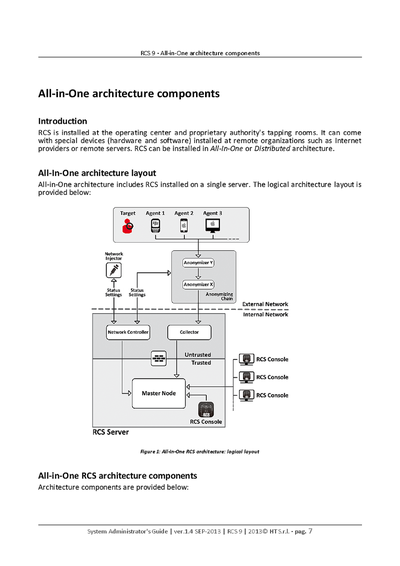 RCS 9 - All-in-One architecture components
All-in-One architecture components
Introduction
RCS is installed at the operating center and proprietary authority's tapping rooms. It can come
with special devices (hardware and software) installed at remote organizations such as Internet
providers or remote servers. RCS can be installed in All-In-One or Distributed architecture.
All-In-One architecture layout
All-in-One architecture includes RCS installed on a single server. The logical architecture layout is
provided below:
Target Agent 1 Agent 2 Agent 3
Network
Injector
Anonymizer Y
Status
Settings
Status
Settings
Anonymizer X
Anonymizing
Chain
External Network
Internal Network
Network Controller
Collector
Untrusted
Trusted
RCS Console
RCS Console
RCS Console
Master Node
RCS Console
RCS Server
Figure 1: All-in-One RCS architecture: logical layout
All-in-One RCS architecture components
Architecture components are provided below:
System Administrator's Guide | ver.1.4 SEP-2013 | RCS 9 | 2013© HT S.r.l. - pag. 7